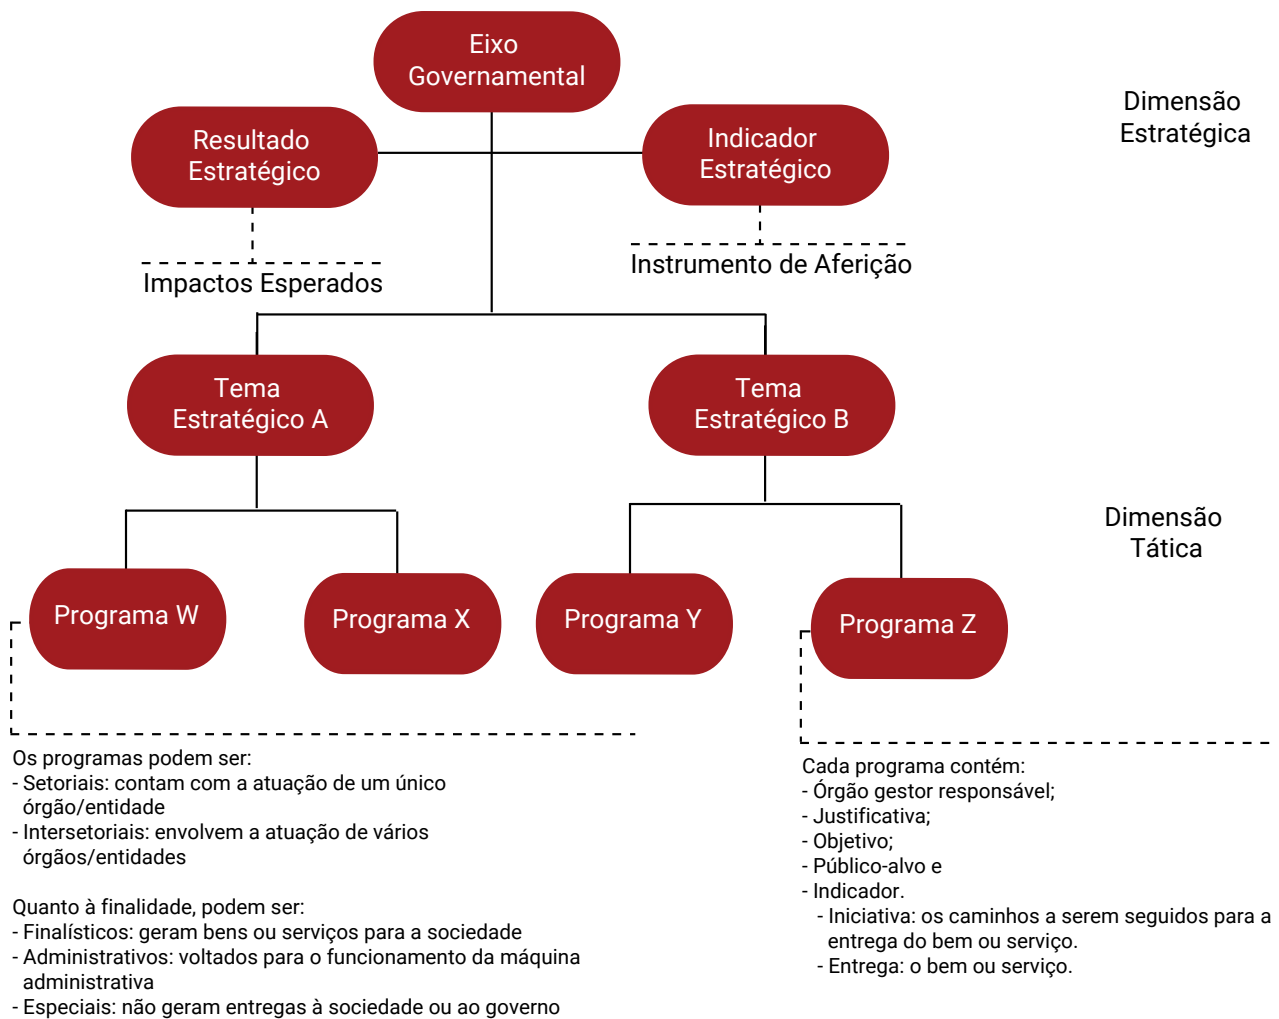 Eixo
Governamental
Dimensão
Estratégica
Resultado
Estratégico
Indicador
Estratégico
Impactos Esperados
Instrumento de Aferição
Tema
Estratégico A
Tema
Estratégico B
Dimensão
Tática
Programa W
Programa X
Programa Y
Programa Z
Os programas podem ser:
- Setoriais: contam com a atuação de um único
órgão/entidade
- Intersetoriais: envolvem a atuação de vários
órgãos/entidades
Quanto à finalidade, podem ser:
- Finalísticos: geram bens ou serviços para a sociedade
- Administrativos: voltados para o funcionamento da máquina
administrativa
- Especiais: não geram entregas à sociedade ou ao governo
Cada programa contém:
- Órgão gestor responsável;
- Justificativa;
- Objetivo;
- Público-alvo e
- Indicador.
- Iniciativa: os caminhos a serem seguidos para a
entrega do bem ou serviço.
- Entrega: o bem ou serviço.